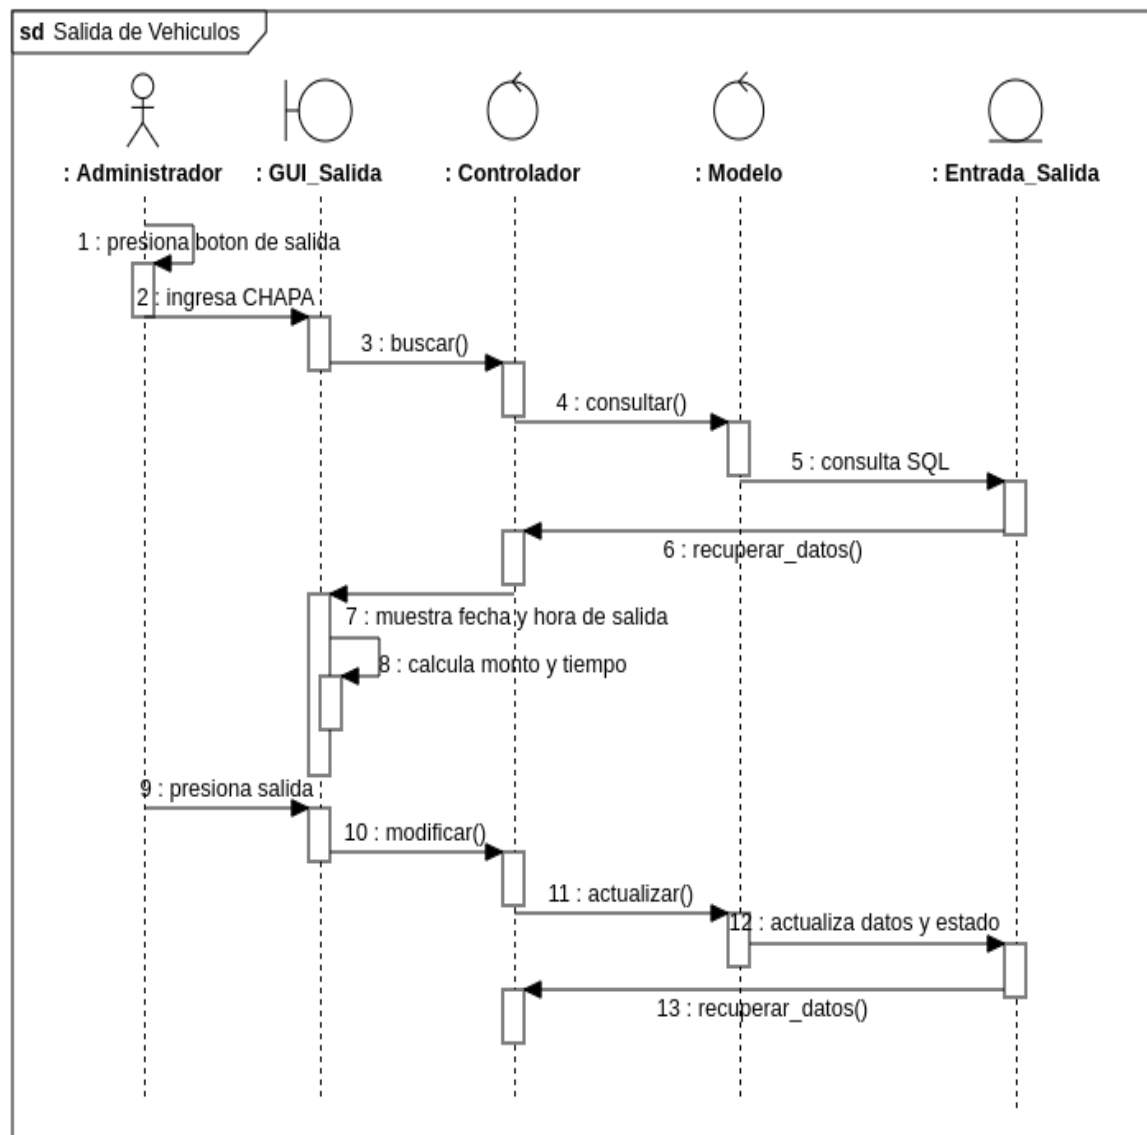 sd Salida de Vehiculos
: Administrador
: GUI_Salida
: Controlador
: Modelo
: Entrada_Salida
1 : presiona boton de salida
2 : ingresa CHAPA
3 : buscar()
4 : consultar()
5 : consulta SQL
6 : recuperar_datos()
7 : muestra fecha y hora de salida
8 : calcula monto y tiempo
9 : presiona salida
10 : modificar()
11 : actualizar()
12 : actualiza datos y estado
13 : recuperar_datos()